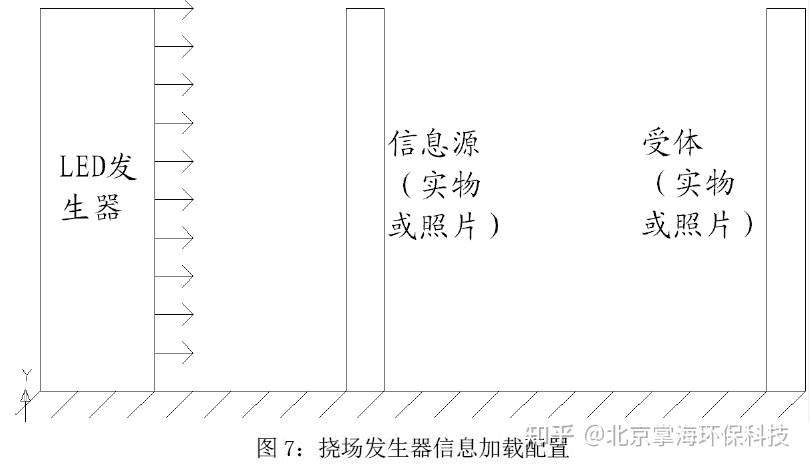 LED发
生器
信息源
(实物
或照片)
受体
(实物
或照片)
Y
图 7：挠场发生器信息加载配置
知乎 @北京掌海环保科技